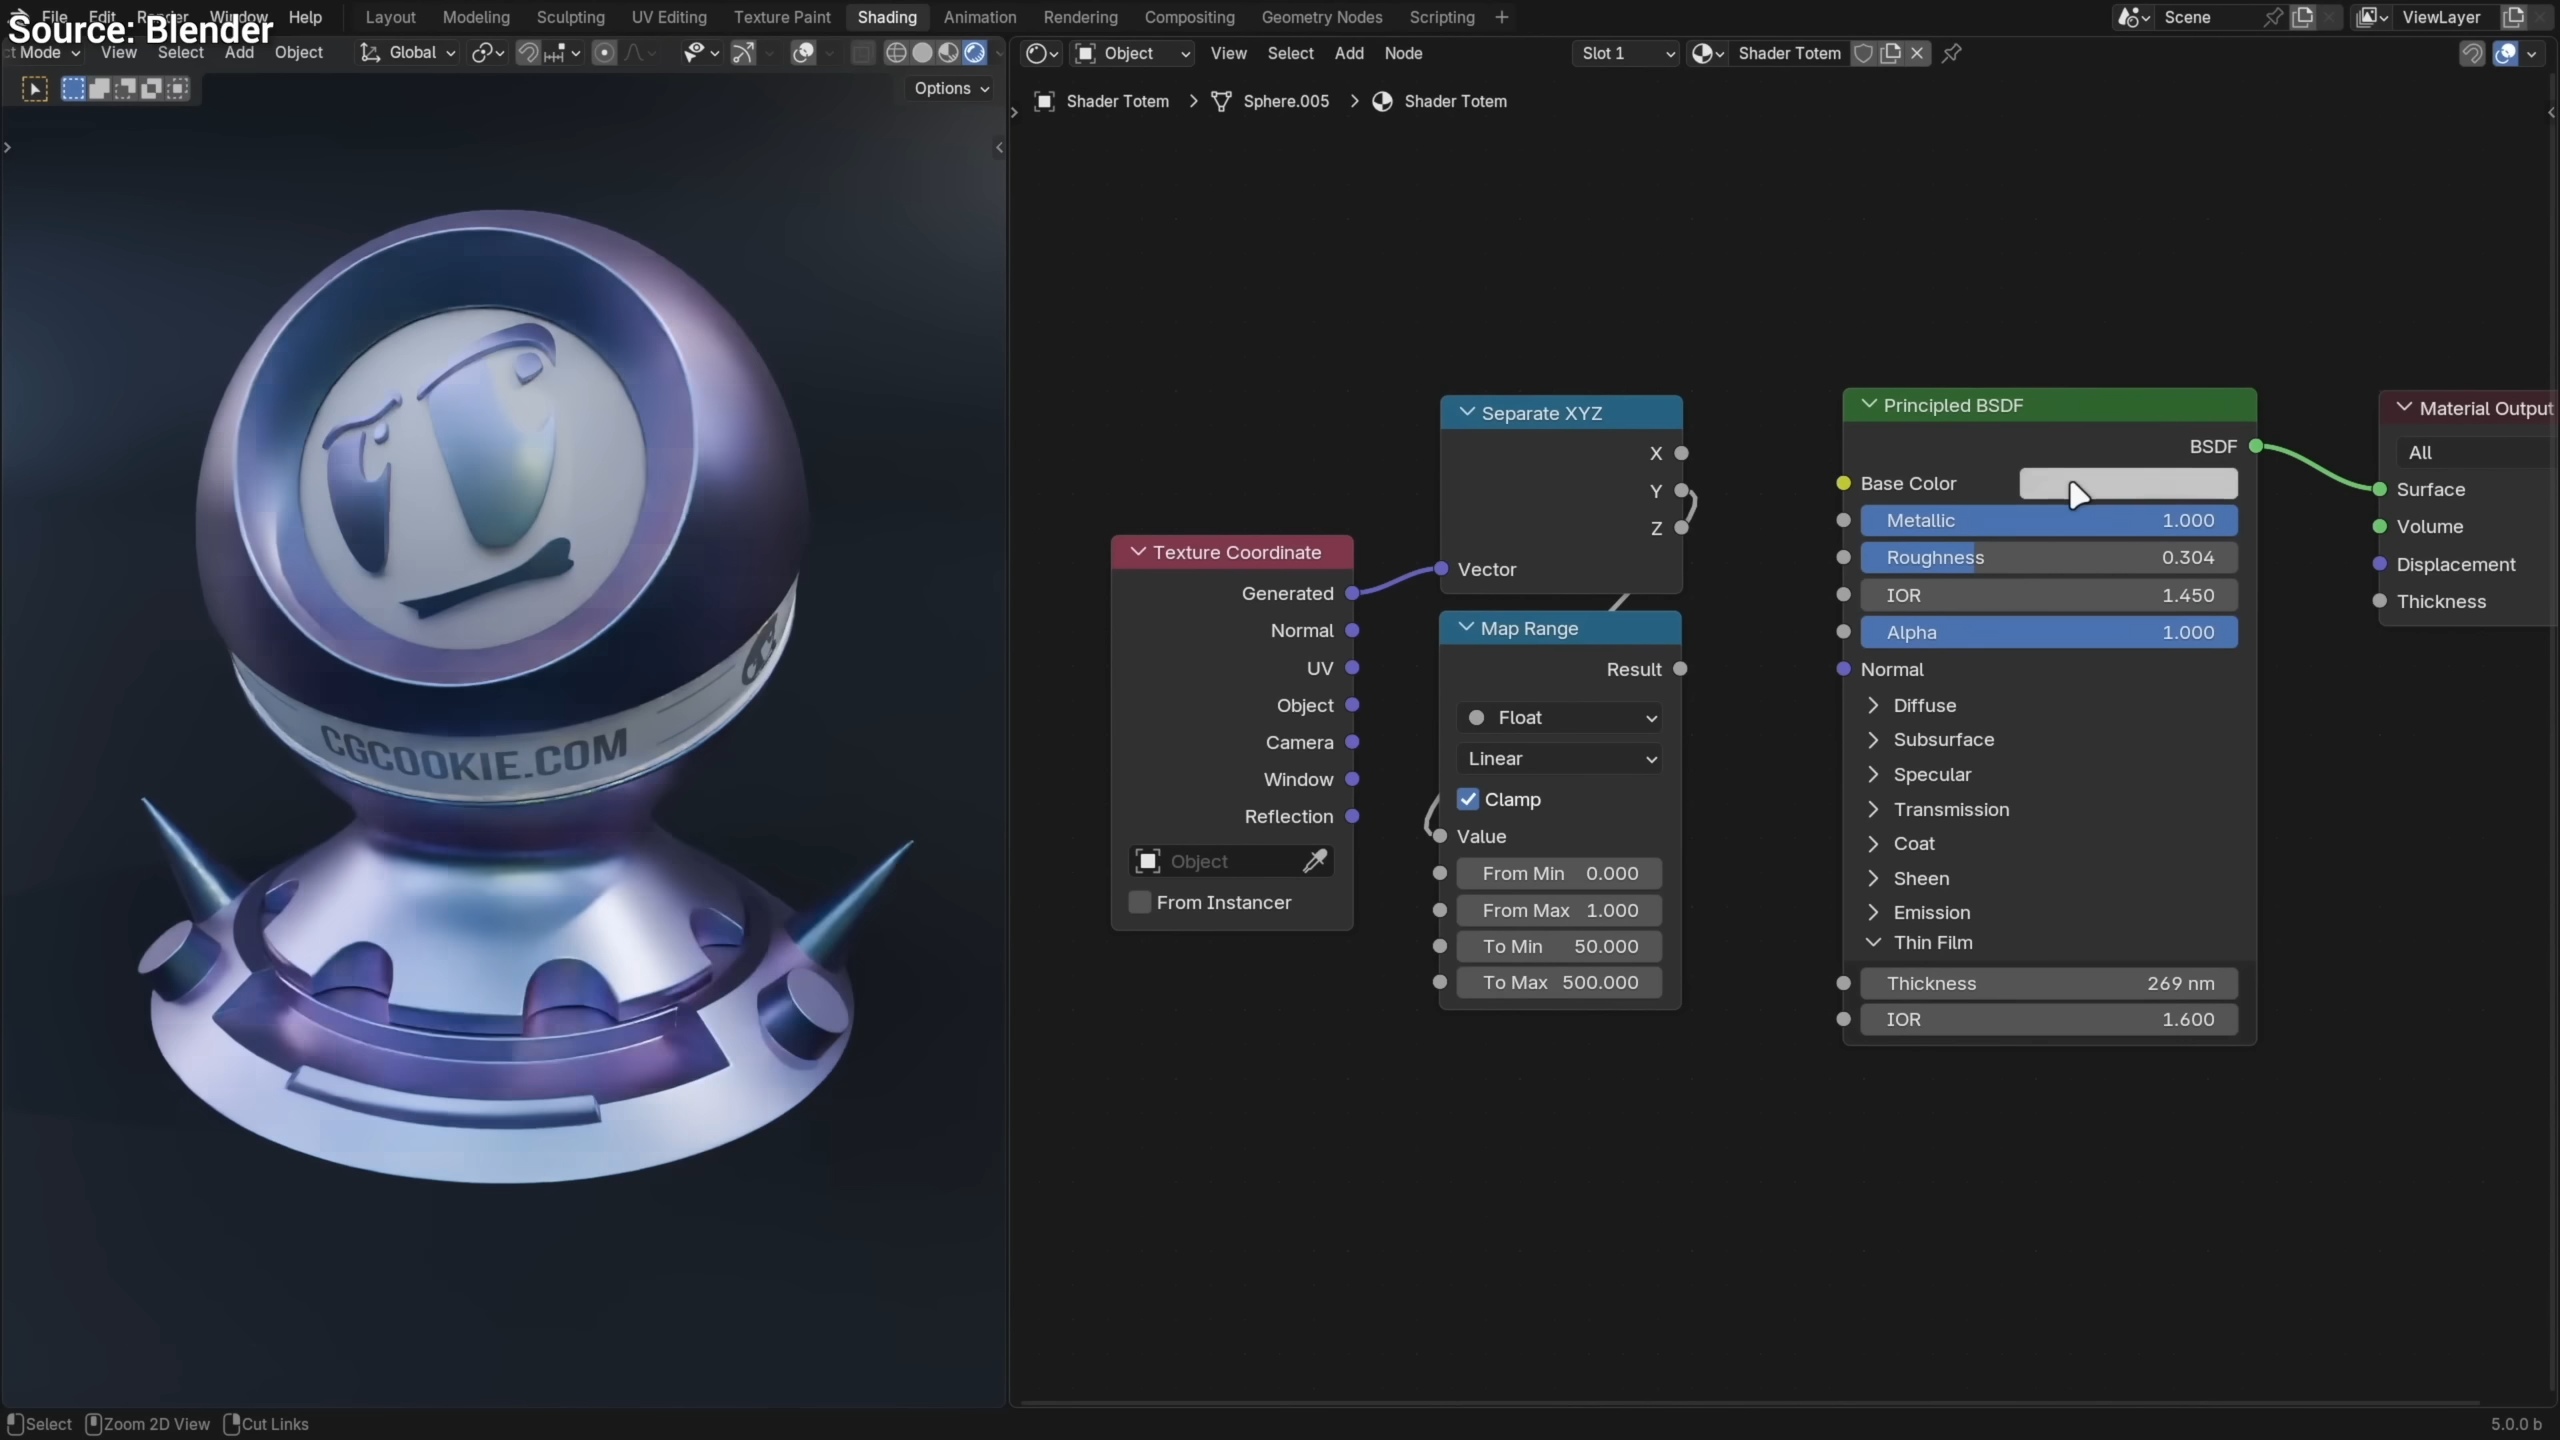 Source: Blender
File Edit Render Window Help
Layout Modeling Sculpting UV Editing Texture Paint Shading Animation Rendering Compositing Geometry Nodes Scripting
Scene
ViewLayer
ct Mode View Select Add Object Global
Object View Select Add Node Slot 1 Shader Totem
Options
Shader Totem > Sphere.005 > Shader Totem
CGCOOKIE.COM
Texture Coordinate
Generated
Normal
UV
Object
Camera
Window
Reflection
Object
From Instancer
Separate XYZ
X
Y
Z
Vector
Map Range
Result
Float
Linear
Clamp
Value
From Min 0.000
From Max 1.000
To Min 50.000
To Max 500.000
Principled BSDF
BSDF
Base Color
Metallic 1.000
Roughness 0.304
IOR 1.450
Alpha 1.000
Normal
Diffuse
Subsurface
Specular
Transmission
Coat
Sheen
Emission
Thin Film
Thickness 269 nm
IOR 1.600
Material Output
All
Surface
Volume
Displacement
Thickness
Select Zoom 2D View Cut Links
5.0.0 b